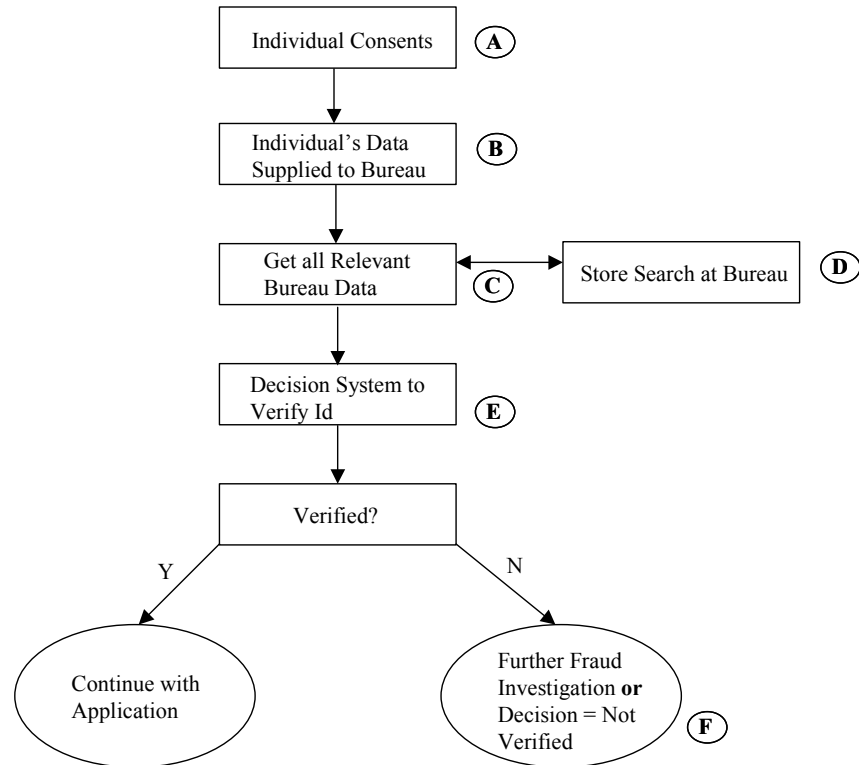 Individual Consents
A
Individual’s Data
Supplied to Bureau
B
Get all Relevant
Bureau Data
C
Store Search at Bureau
D
Decision System to
Verify Id
E
Verified?
Y
N
Continue with
Application
Further Fraud
Investigation or
Decision = Not
Verified
F